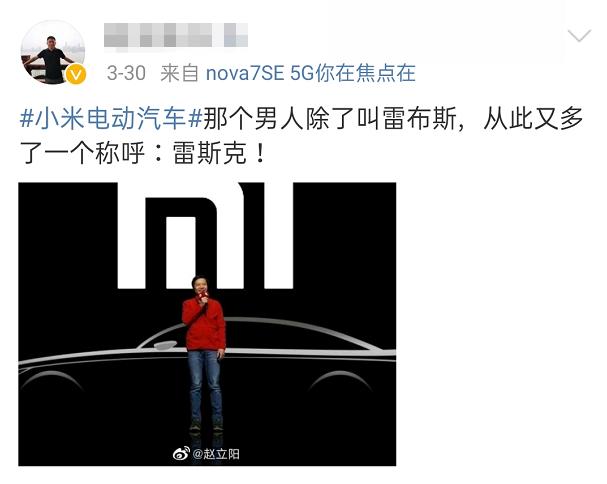 3-30 来自 nova7SE 5G你在焦点在
#小米电动汽车#那个男人除了叫雷布斯，从此又多
了一个称呼：雷斯克！
mi
@赵立阳